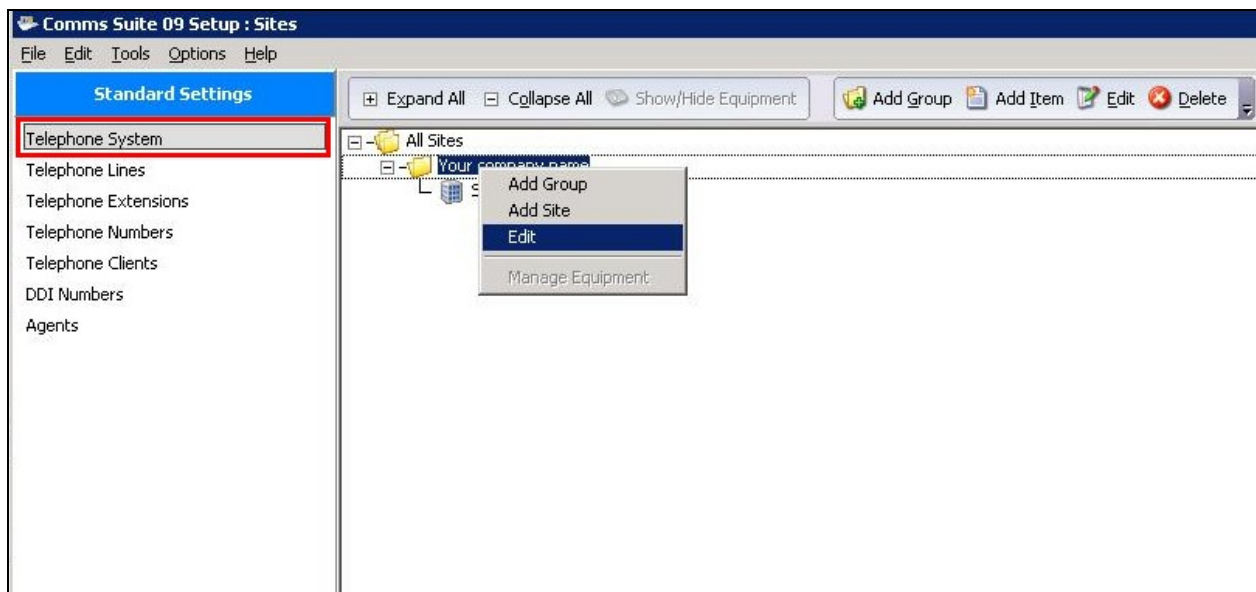 Comms Suite 09 Setup : Sites
File Edit Tools Options Help
Standard Settings
Telephone System
Telephone Lines
Telephone Extensions
Telephone Numbers
Telephone Clients
DDI Numbers
Agents
Expand All Collapse All Show/Hide Equipment Add Group Add Item Edit Delete
All Sites
Your company name
Add Group
Add Site
Edit
Manage Equipment